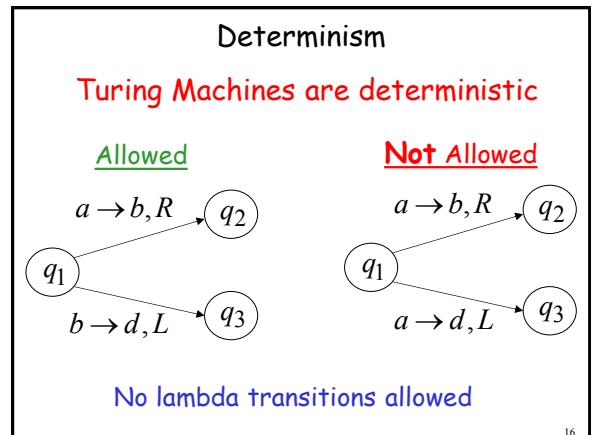 Determinism
Turing Machines are deterministic
Allowed
Not Allowed
a → b, R
q₂
a → b, R
q₂
q₁
q₁
b → d, L
q₃
a → d, L
q₃
No lambda transitions allowed
16